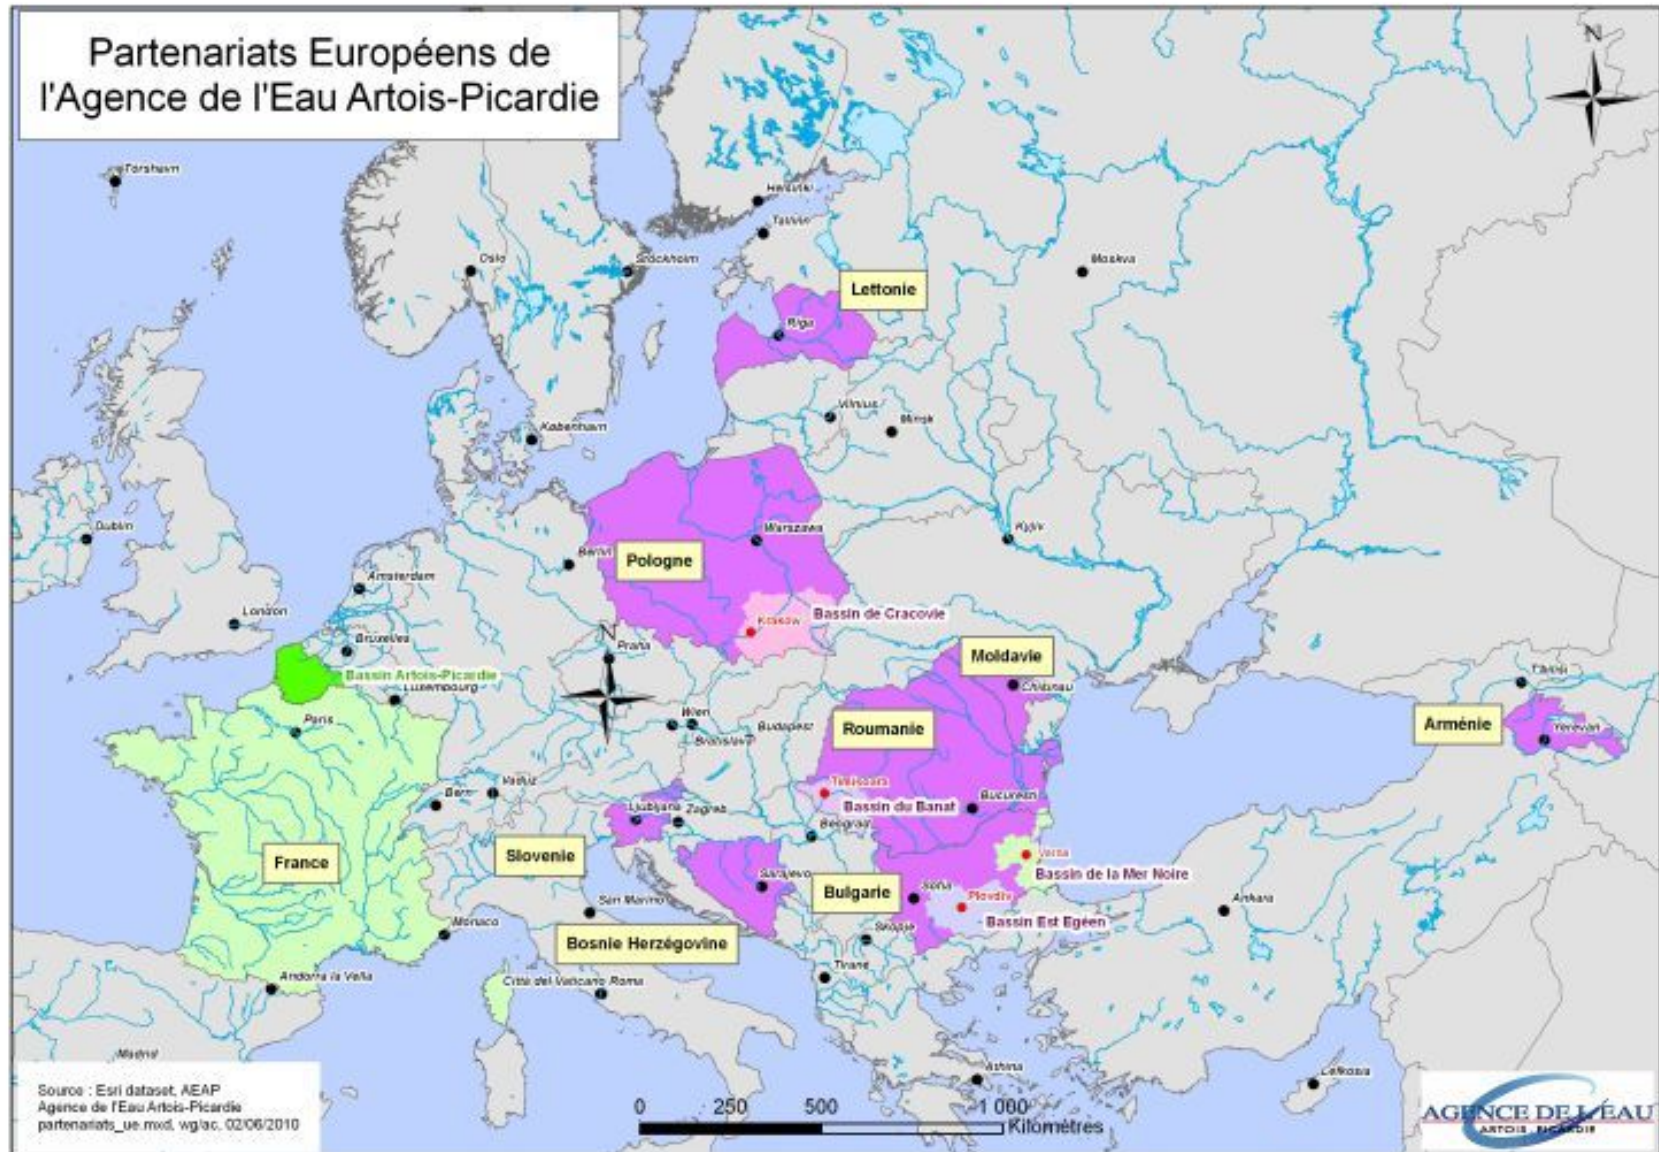 Partenariats Européens de
l'Agence de l'Eau Artois-Picardie
N
Torshavn
Helsinki
Tallinn
Oslo
Stockholm
Moskva
Lettonie
Riga
Vilnius
Minsk
København
Dublin
Warszawa
Kyjiv
Berlin
Pologne
Amsterdam
London
Krakow
Bassin de Cracovie
Bruxelles
N
Praha
Moldavie
Bassin Artois-Picardie
Luxembourg
Chisinau
Tbilisi
Paris
Wien
Budapest
Roumanie
Arménie
Yerevan
Bratislava
Vaduz
Bern
Timisoara
Bassin du Banat
Bucuresti
Ljubljana
Zagreb
Beograd
France
Slovenie
Varna
Bassin de la Mer Noire
Sarajevo
Bulgarie
Sofia
Plovdiv
Bassin Est Egéen
San Marino
Ankara
Monaco
Bosnie Herzégovine
Skopje
Tiranë
Andorra la Vella
Citta del Vaticano Roma
Madrid
Athina
Lefkosia
Source : Esri dataset, AEAP
Agence de l'Eau Artois-Picardie
partenariats_ue.mxd, wg/ac, 02/06/2010
0 250 500 1 000
Kilomètres
AGENCE DE L'EAU
ARTOIS . PICARDIE